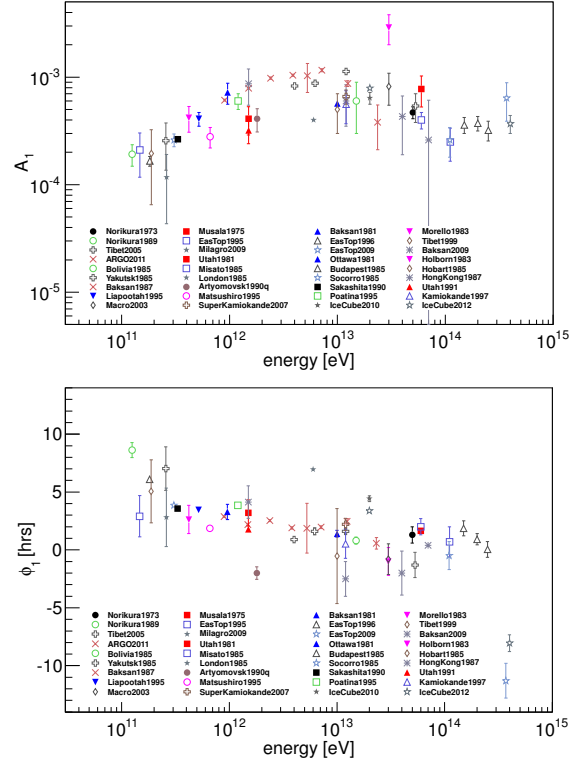 10⁻³
10⁻⁴
10⁻⁵
A₁
Norikura1973 Musala1975 Baksan1981 Morello1983
Norikura1989 EasTop1995 EasTop1996 Tibet1999
Tibet2005 Milagro2009 EasTop2009 Baksan2009
ARGO2011 Utah1981 Ottawa1981 Holborn1983
Bolivia1985 Misato1985 Budapest1985 Hobart1985
Yakutsk1985 London1985 Socorro1985 HongKong1987
Baksan1987 Artyomovsk1990q Sakashita1990 Utah1991
Liapootah1995 Matsushiro1995 Poatina1995 Kamiokande1997
Macro2003 SuperKamiokande2007 IceCube2010 IceCube2012
10¹¹ 10¹² 10¹³ 10¹⁴ 10¹⁵
energy [eV]
10
5
0
-5
-10
ϕ₁ [hrs]
Norikura1973 Musala1975 Baksan1981 Morello1983
Norikura1989 EasTop1995 EasTop1996 Tibet1999
Tibet2005 Milagro2009 EasTop2009 Baksan2009
ARGO2011 Utah1981 Ottawa1981 Holborn1983
Bolivia1985 Misato1985 Budapest1985 Hobart1985
Yakutsk1985 London1985 Socorro1985 HongKong1987
Baksan1987 Artyomovsk1990q Sakashita1990 Utah1991
Liapootah1995 Matsushiro1995 Poatina1995 Kamiokande1997
Macro2003 SuperKamiokande2007 IceCube2010 IceCube2012
10¹¹ 10¹² 10¹³ 10¹⁴ 10¹⁵
energy [eV]